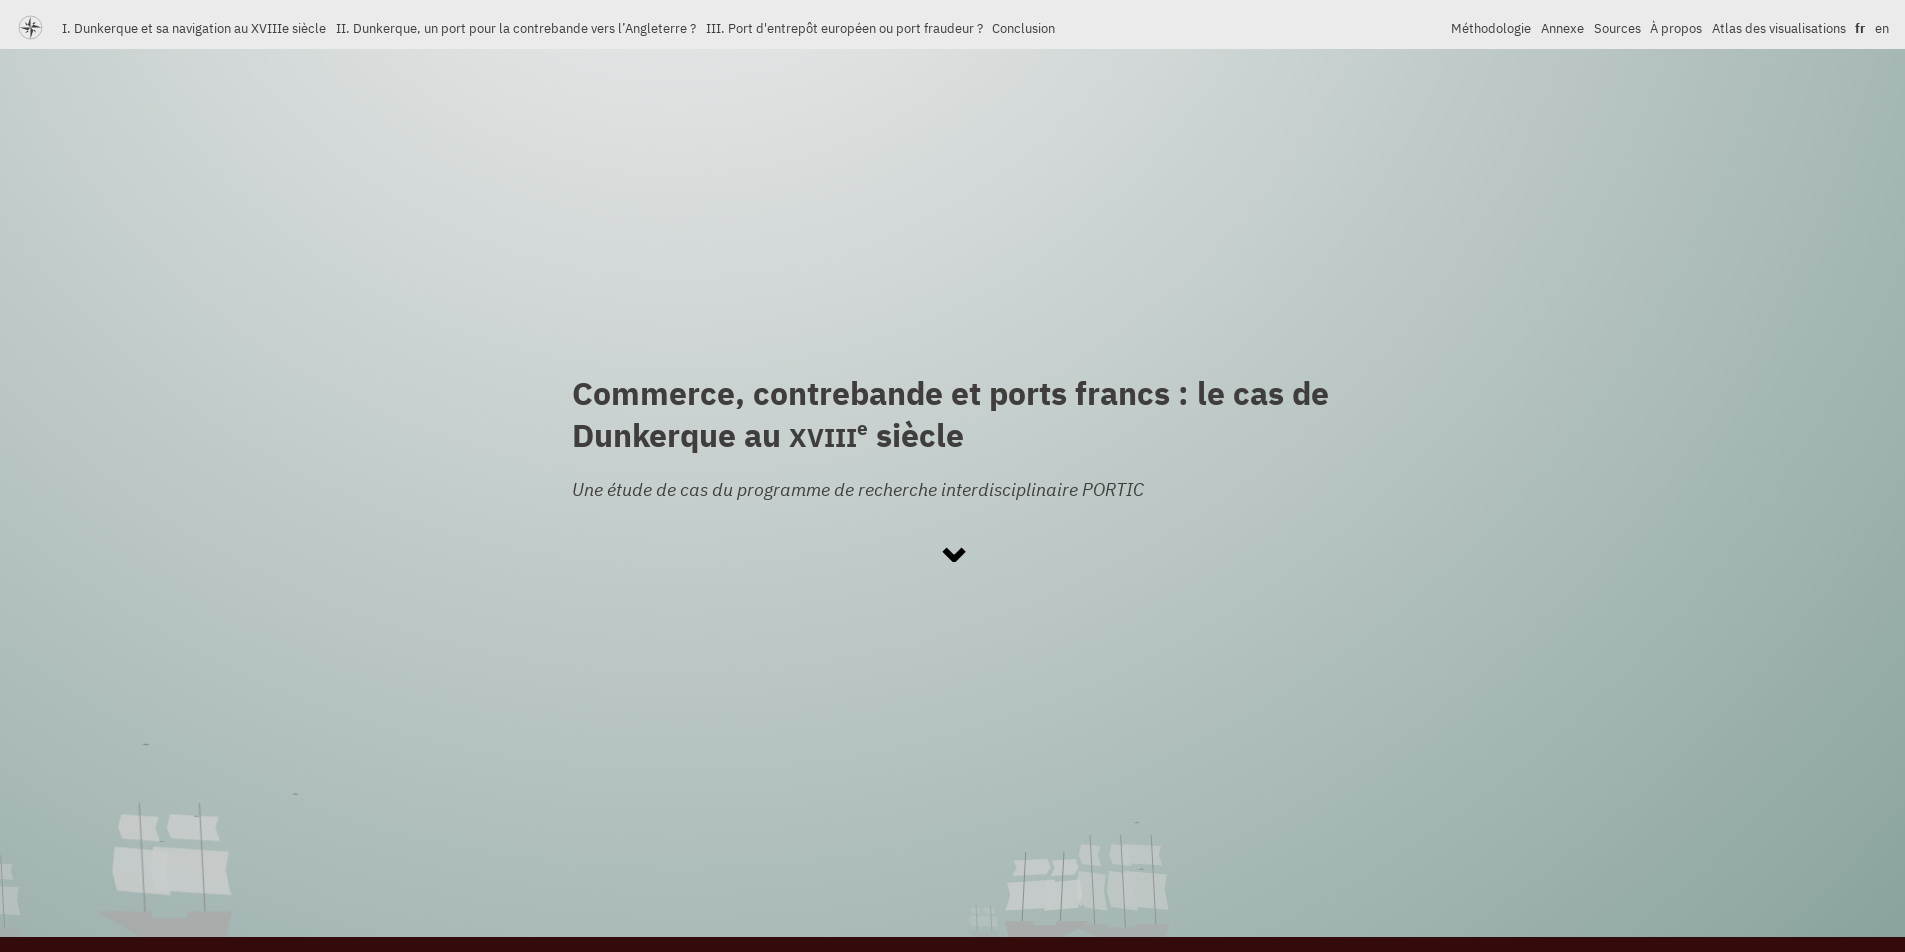 I. Dunkerque et sa navigation au XVIIIe siècle II. Dunkerque, un port pour la contrebande vers l’Angleterre ? III. Port d'entrepôt européen ou port fraudeur ? Conclusion Méthodologie Annexe Sources À propos Atlas des visualisations fr en
Commerce, contrebande et ports francs : le cas de
Dunkerque au XVIIIe siècle
Une étude de cas du programme de recherche interdisciplinaire PORTIC